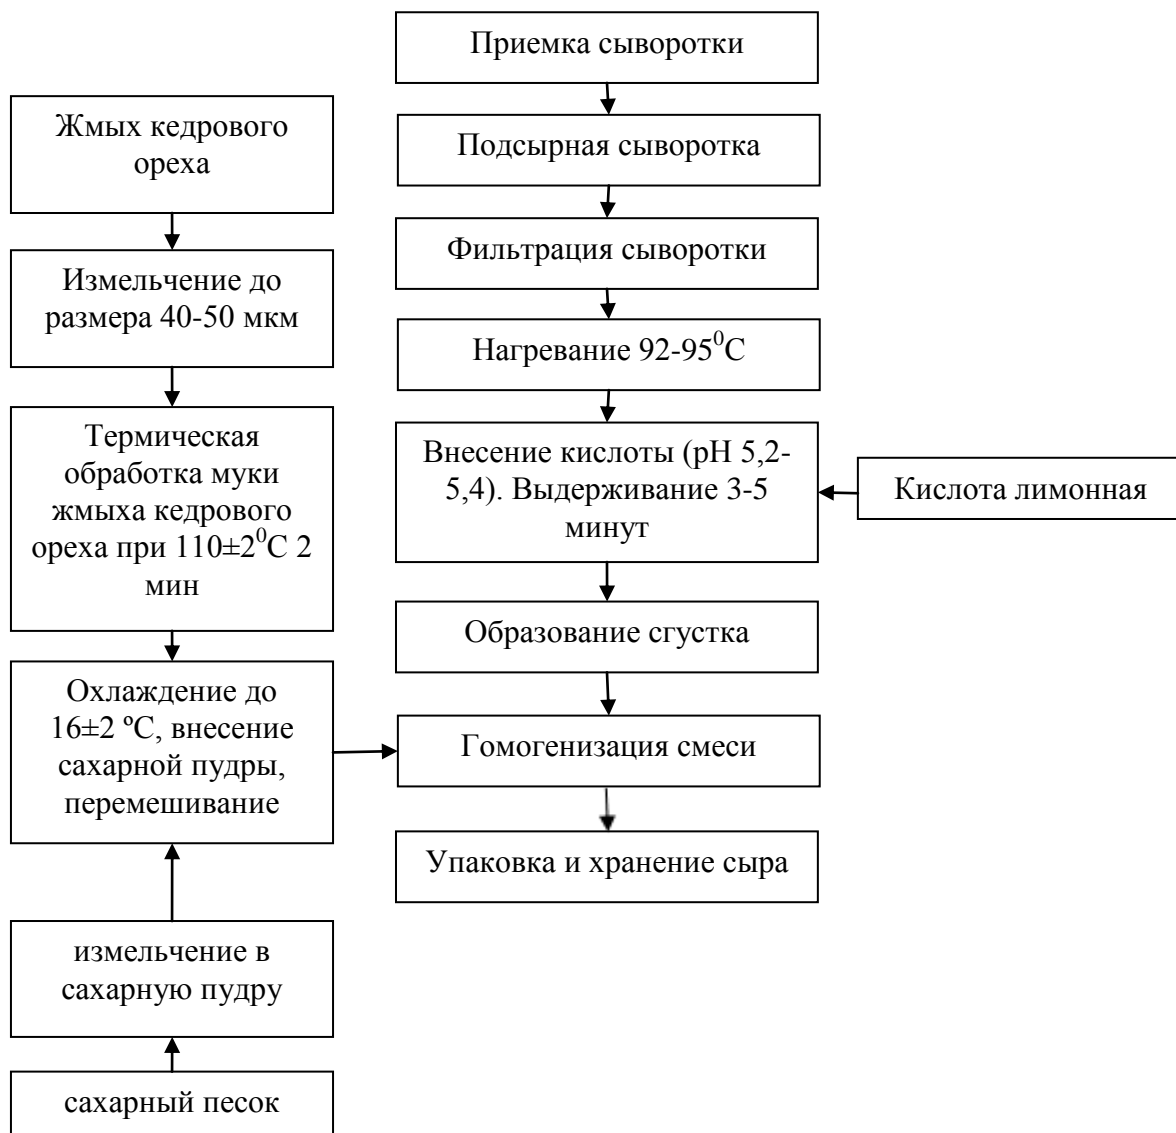 Приемка сыворотки
Подсырная сыворотка
Фильтрация сыворотки
Нагревание 92-95⁰С
Внесение кислоты (рН 5,2-
5,4). Выдерживание 3-5
минут
Кислота лимонная
Образование сгустка
Гомогенизация смеси
Упаковка и хранение сыра
Жмых кедрового
ореха
Измельчение до
размера 40-50 мкм
Термическая
обработка муки
жмыха кедрового
ореха при 110±2⁰С 2
мин
Охлаждение до
16±2 ºС, внесение
сахарной пудры,
перемешивание
измельчение в
сахарную пудру
сахарный песок